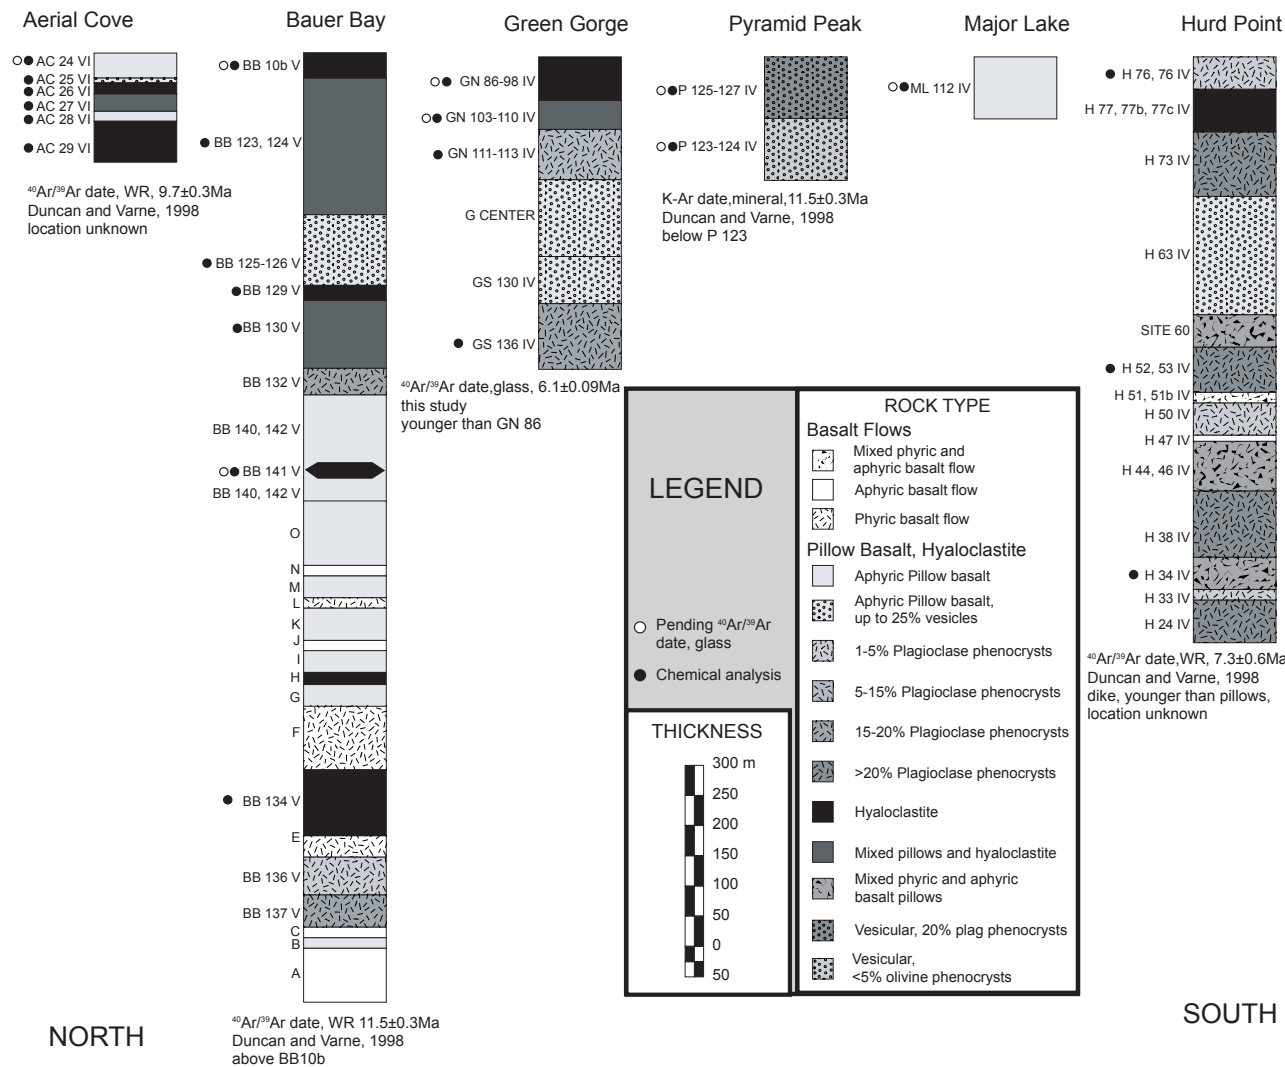 Aerial Cove
AC 24 VI
AC 25 VI
AC 26 VI
AC 27 VI
AC 28 VI
AC 29 VI
⁴⁰Ar/³⁹Ar date, WR, 9.7±0.3Ma
Duncan and Varne, 1998
location unknown
Bauer Bay
BB 10b V
BB 123, 124 V
BB 125-126 V
BB 129 V
BB 130 V
BB 132 V
BB 140, 142 V
BB 141 V
BB 140, 142 V
O
N
M
L
K
J
I
H
G
F
BB 134 V
E
BB 136 V
BB 137 V
C
B
A
⁴⁰Ar/³⁹Ar date, WR 11.5±0.3Ma
Duncan and Varne, 1998
above BB10b
Green Gorge
GN 86-98 IV
GN 103-110 IV
GN 111-113 IV
G CENTER
GS 130 IV
GS 136 IV
⁴⁰Ar/³⁹Ar date,glass, 6.1±0.09Ma
this study
younger than GN 86
Pyramid Peak
P 125-127 IV
P 123-124 IV
K-Ar date,mineral,11.5±0.3Ma
Duncan and Varne, 1998
below P 123
Major Lake
ML 112 IV
Hurd Point
H 76, 76 IV
H 77, 77b, 77c IV
H 73 IV
H 63 IV
SITE 60
H 52, 53 IV
H 51, 51b IV
H 50 IV
H 47 IV
H 44, 46 IV
H 38 IV
H 34 IV
H 33 IV
H 24 IV
⁴⁰Ar/³⁹Ar date,WR, 7.3±0.6Ma
Duncan and Varne, 1998
dike, younger than pillows,
location unknown
LEGEND
Pending ⁴⁰Ar/³⁹Ar
date, glass
Chemical analysis
THICKNESS
300 m
250
200
150
100
50
0
50
ROCK TYPE
Basalt Flows
Mixed phyric and
aphyric basalt flow
Aphyric basalt flow
Phyric basalt flow
Pillow Basalt, Hyaloclastite
Aphyric Pillow basalt
Aphyric Pillow basalt,
up to 25% vesicles
1-5% Plagioclase phenocrysts
5-15% Plagioclase phenocrysts
15-20% Plagioclase phenocrysts
>20% Plagioclase phenocrysts
Hyaloclastite
Mixed pillows and hyaloclastite
Mixed phyric and aphyric
basalt pillows
Vesicular, 20% plag phenocrysts
Vesicular,
<5% olivine phenocrysts
NORTH
SOUTH